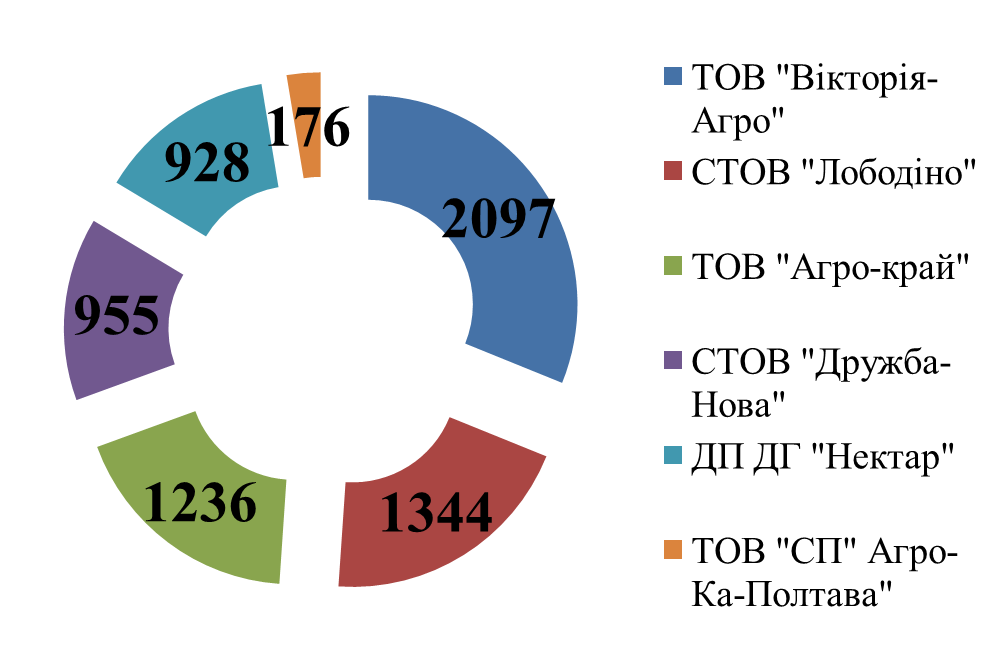 176
928
2097
955
1236
1344
ТОВ "Вікторія-
Агро"
СТОВ "Лободіно"
ТОВ "Агро-край"
СТОВ "Дружба-
Нова"
ДП ДГ "Нектар"
ТОВ "СП" Агро-
Ка-Полтава"